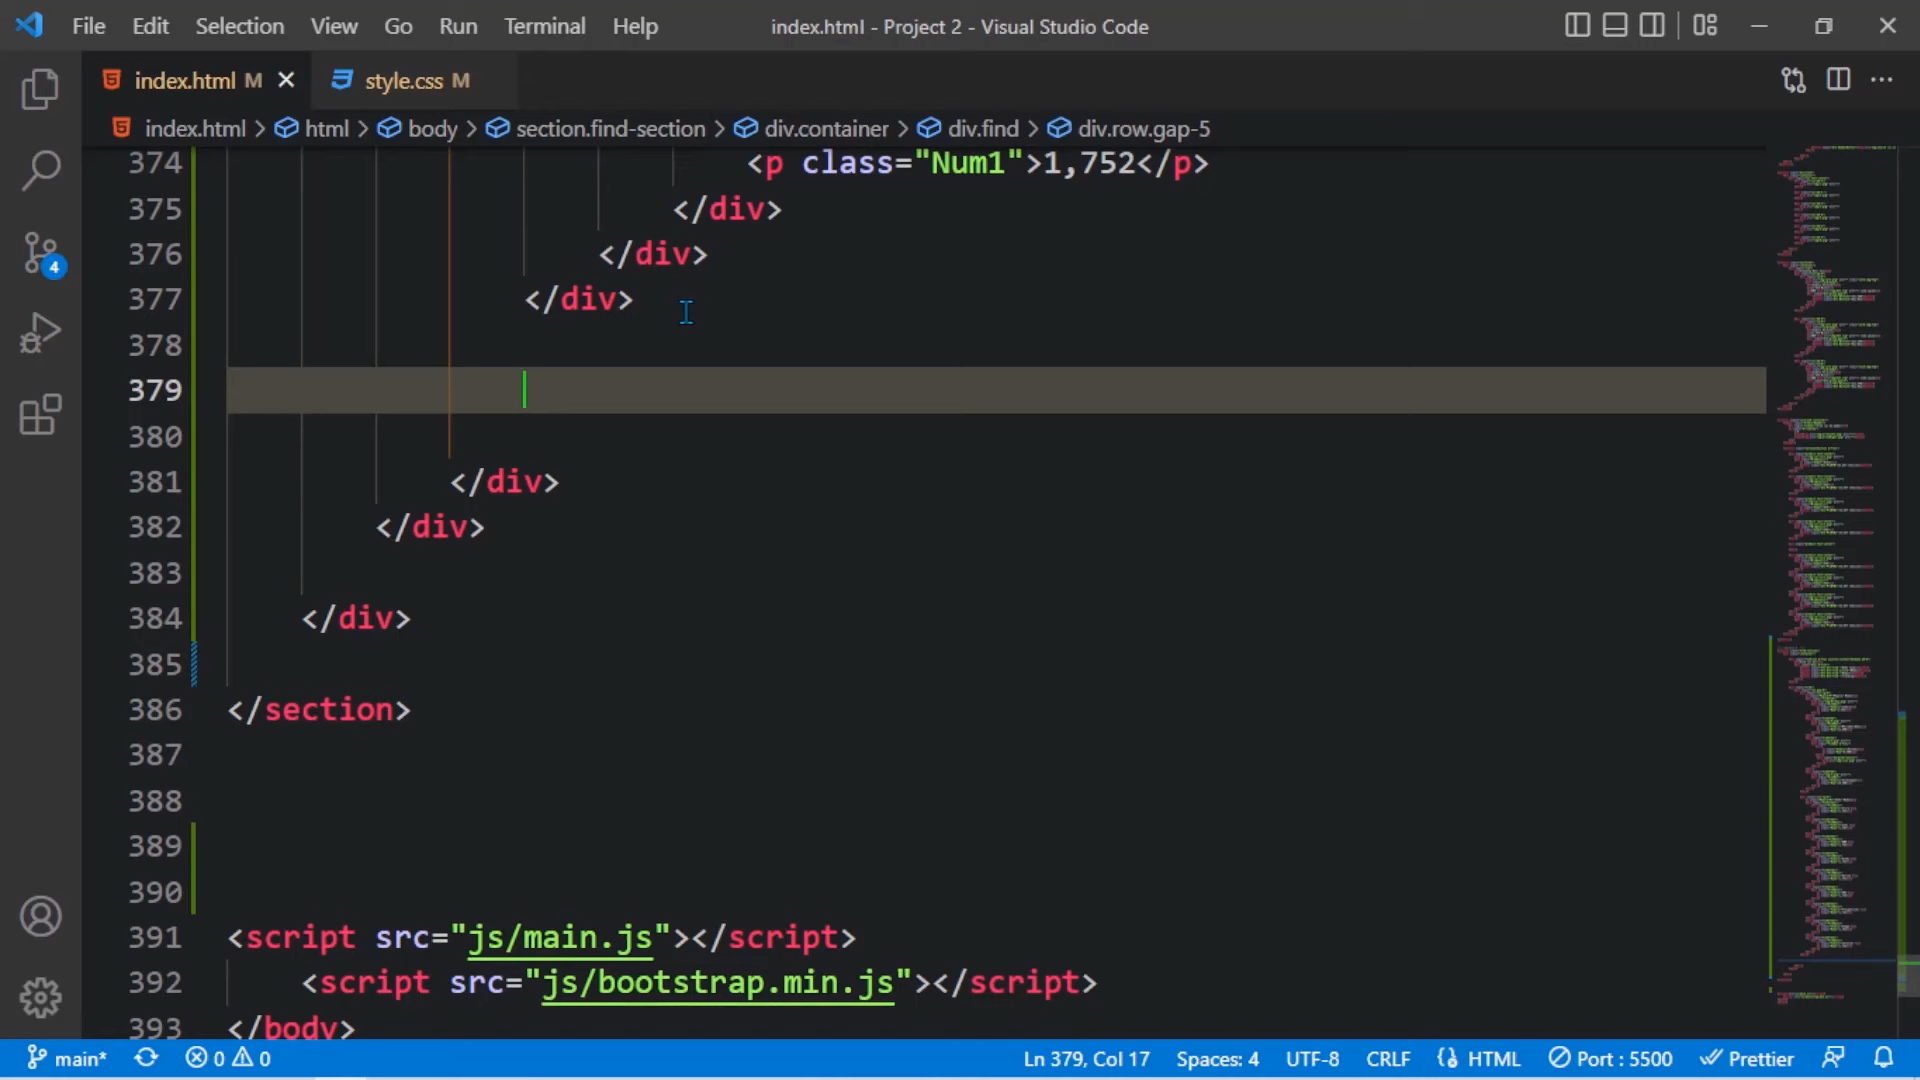 File Edit Selection View Go Run Terminal Help index.html - Project 2 - Visual Studio Code
index.html M style.css M
index.html > html > body > section.find-section > div.container > div.find > div.row.gap-5
374 <p class="Num1">1,752</p>
375 </div>
376 </div>
377 </div>
378
379
380
381 </div>
382 </div>
383
384 </div>
385
386 </section>
387
388
389
390
391 <script src="js/main.js"></script>
392 <script src="js/bootstrap.min.js"></script>
393 </body>
4
main* 0 0 Ln 379, Col 17 Spaces: 4 UTF-8 CRLF HTML Port : 5500 Prettier